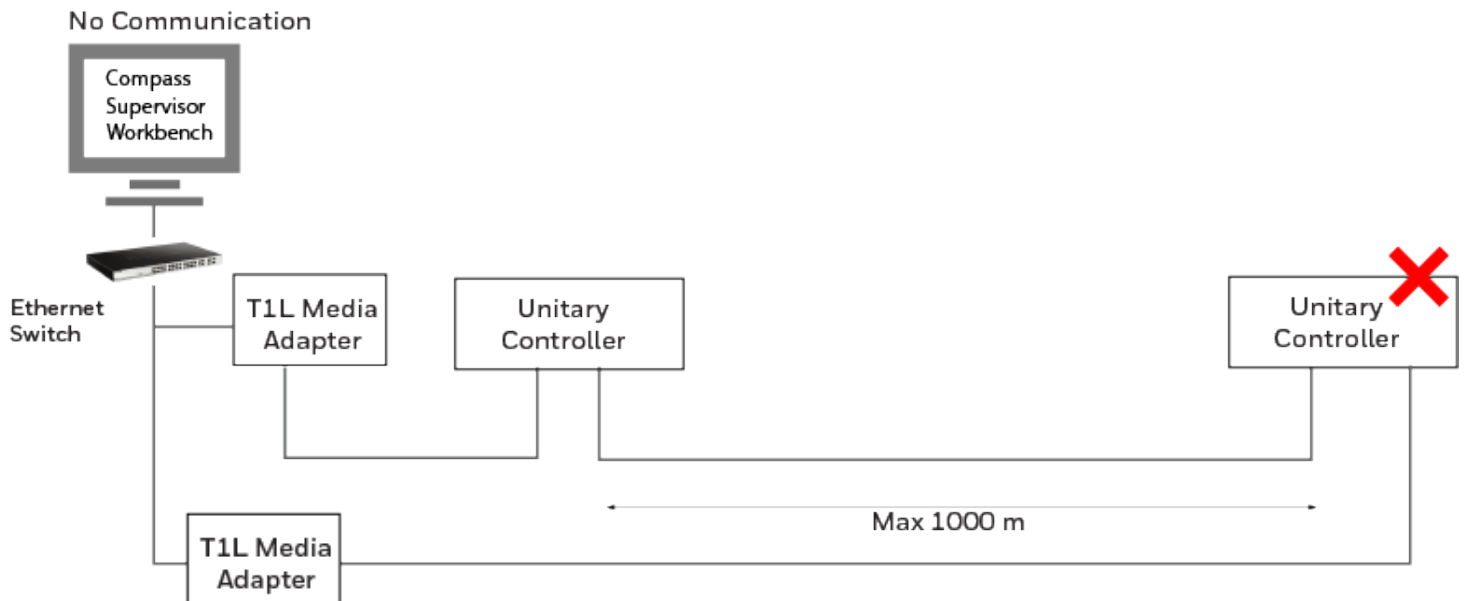 No Communication
Compass
Supervisor
Workbench
Ethernet
Switch
T1L Media
Adapter
Unitary
Controller
Unitary
Controller
Max 1000 m
T1L Media
Adapter